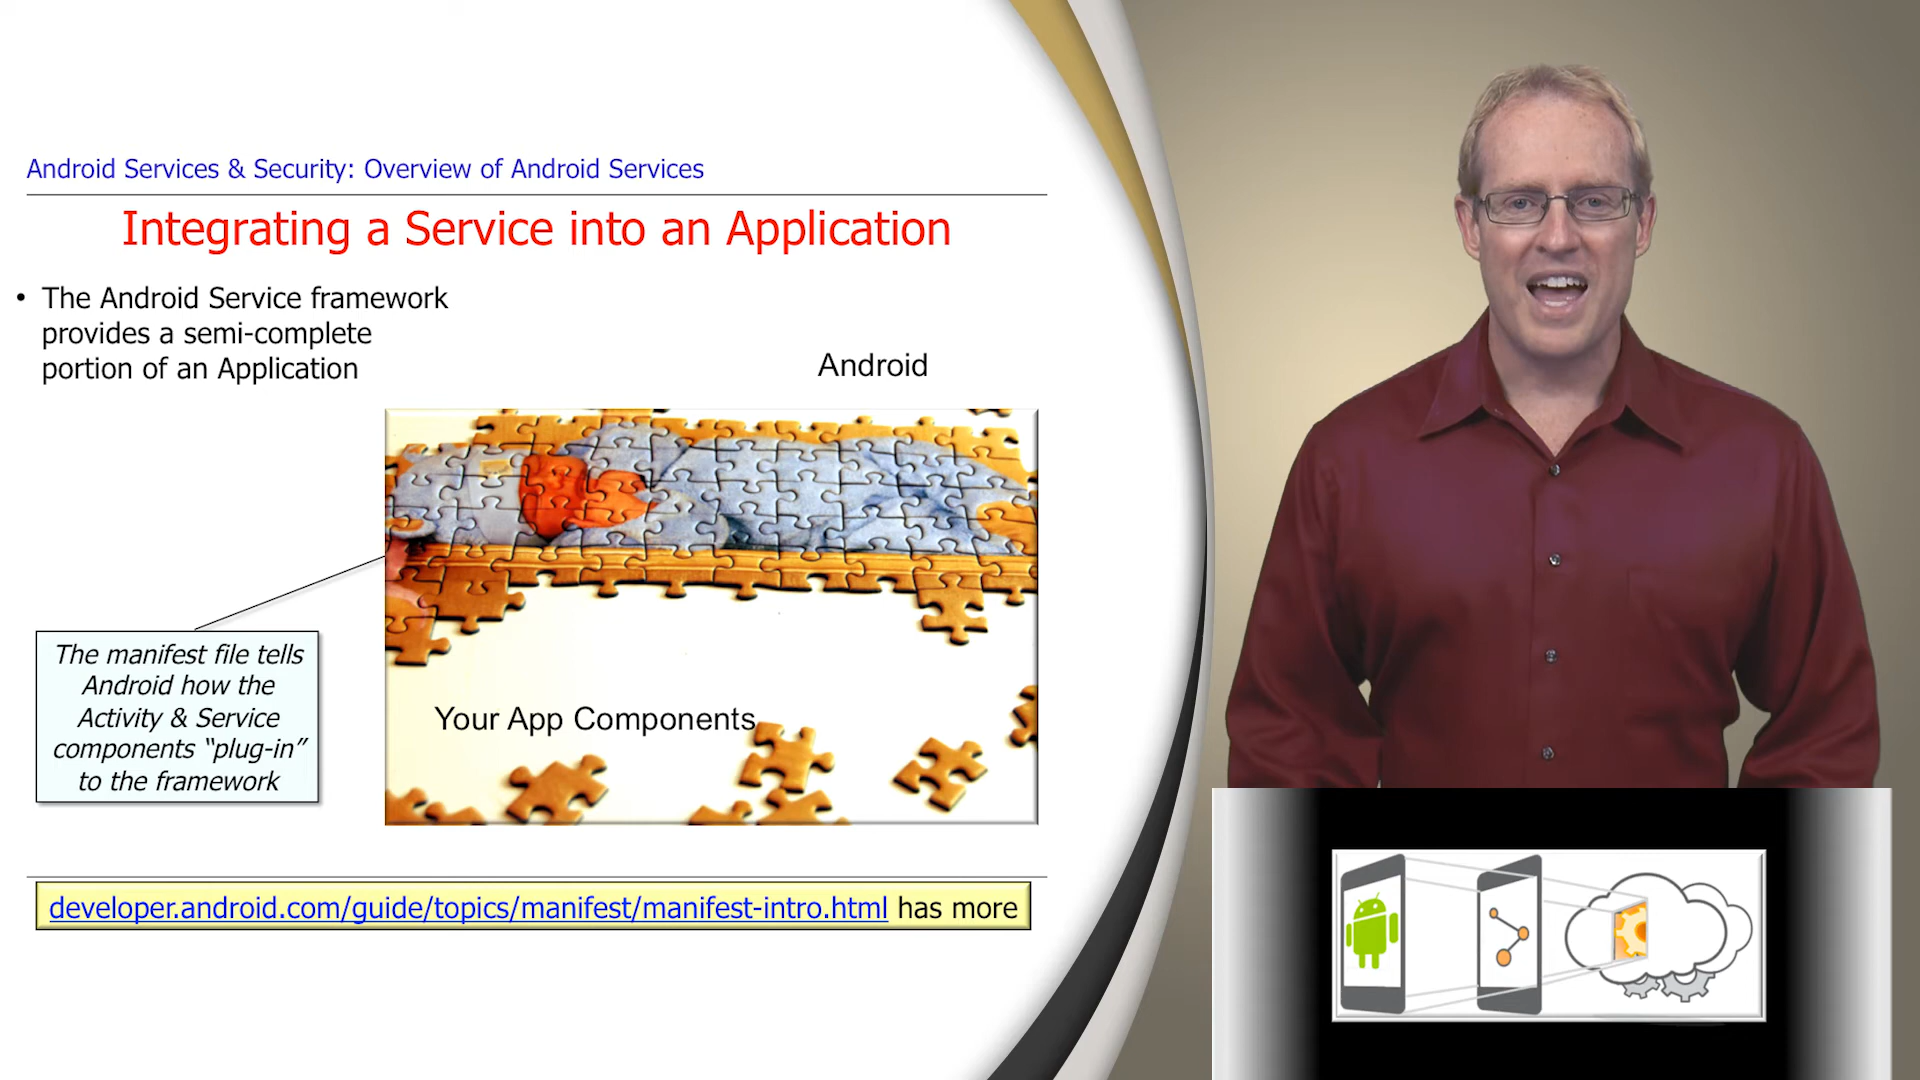 Android Services & Security: Overview of Android Services
Integrating a Service into an Application
• The Android Service framework
provides a semi-complete
portion of an Application
Android
The manifest file tells
Android how the
Activity & Service
components “plug-in”
to the framework
Your App Components
developer.android.com/guide/topics/manifest/manifest-intro.html has more